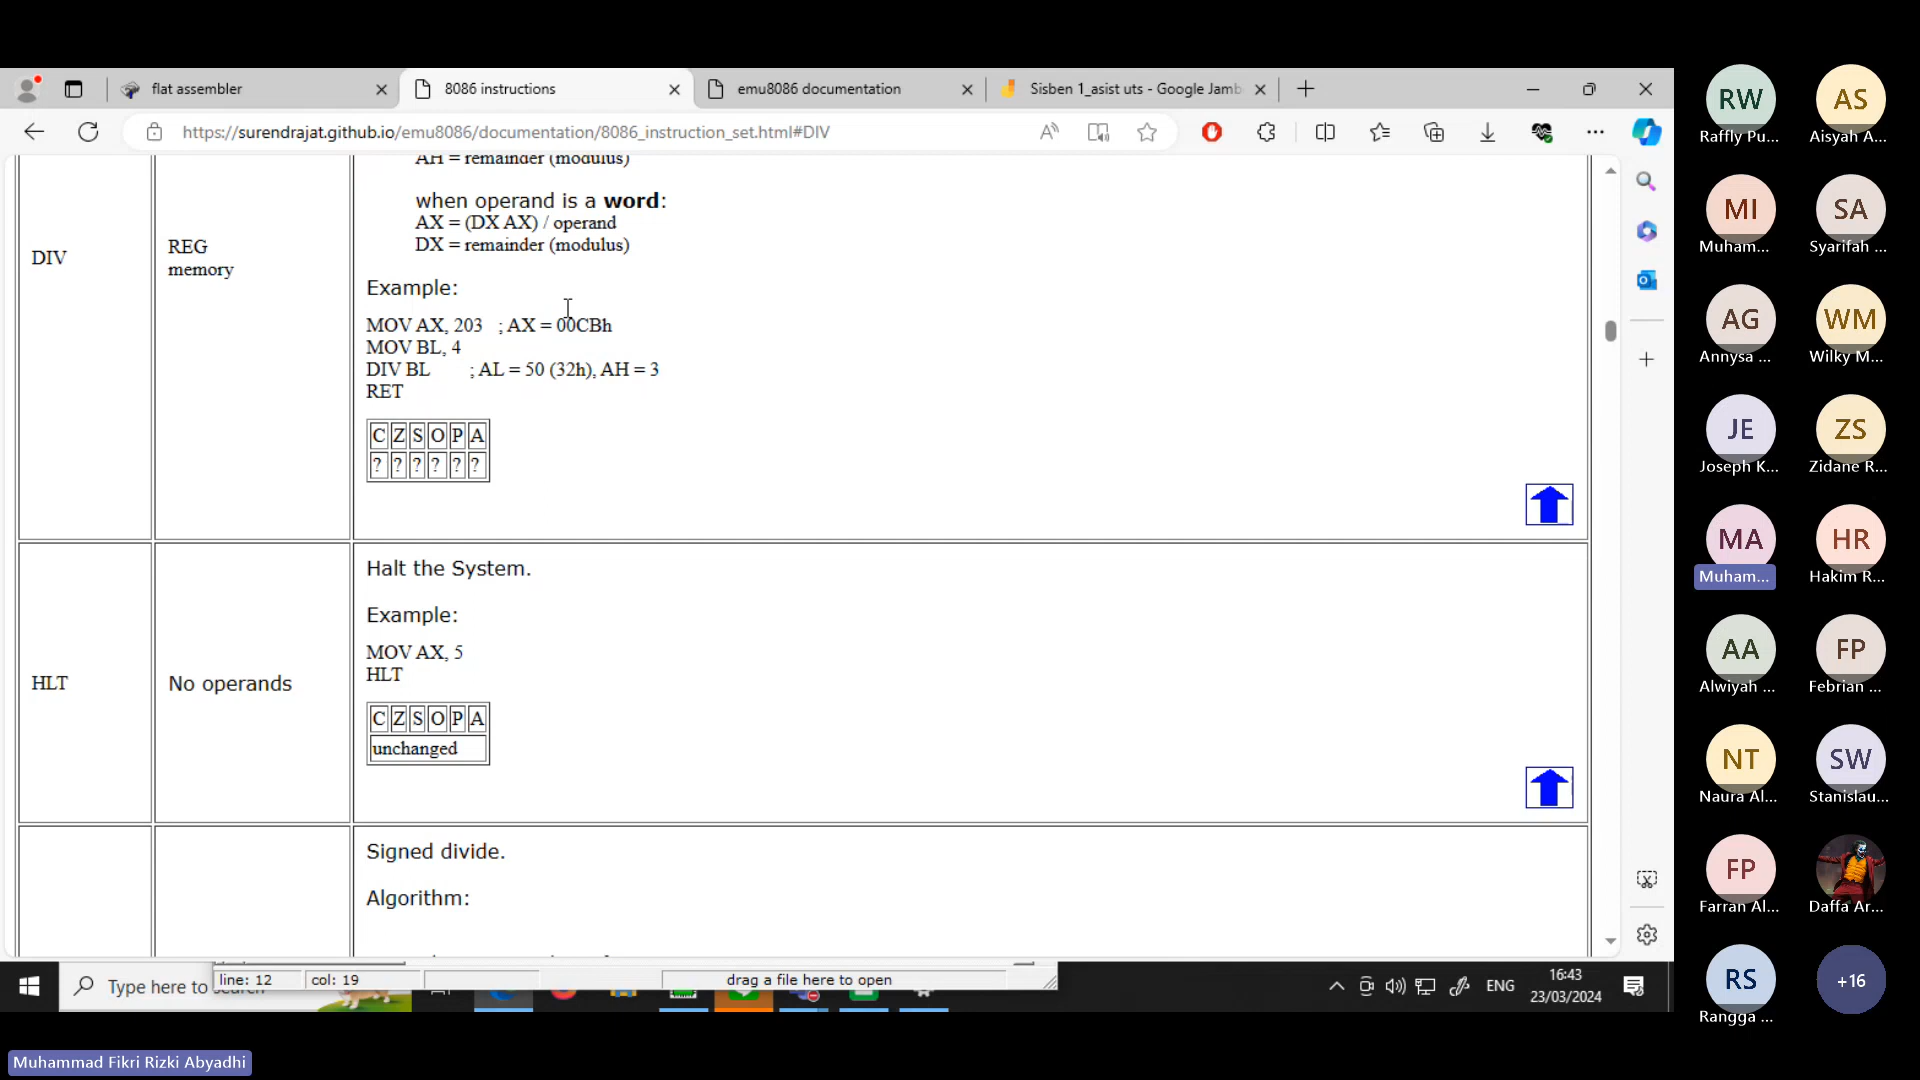 flat assembler
8086 instructions
emu8086 documentation
Sisben 1_asist uts - Google Jamb
https://surendrajat.github.io/emu8086/documentation/8086_instruction_set.html#DIV
AH = remainder (modulus)
when operand is a word:
AX = (DX AX) / operand
DX = remainder (modulus)
DIV
REG
memory
Example:
MOV AX, 203 ; AX = 00CBh
MOV BL, 4
DIV BL ; AL = 50 (32h), AH = 3
RET
C Z S O P A
? ? ? ? ? ?
Halt the System.
Example:
MOV AX, 5
HLT
HLT
No operands
C Z S O P A
unchanged
Signed divide.
Algorithm:
Type here to
line: 12
col: 19
drag a file here to open
ENG
16:43
23/03/2024
RW
Raffly Pu...
AS
Aisyah A...
MI
Muham...
SA
Syarifah ...
AG
Annysa ...
WM
Wilky M...
JE
Joseph K...
ZS
Zidane R...
MA
Muham...
HR
Hakim R...
AA
Alwiyah ...
FP
Febrian ...
NT
Naura Al...
SW
Stanislau...
FP
Farran Al...
Daffa Ar...
RS
Rangga ...
+16
Muhammad Fikri Rizki Abyadhi